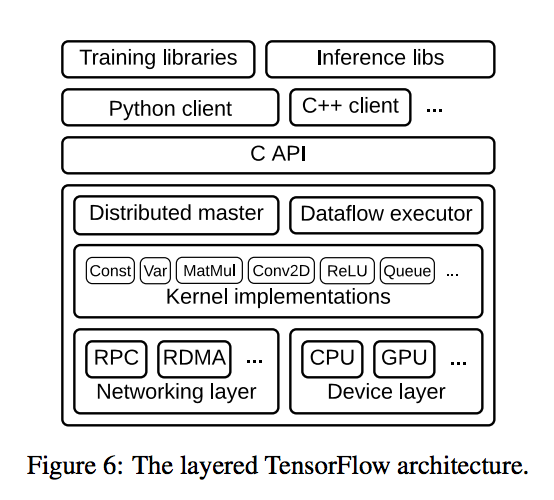 Training libraries Inference libs
Python client C++ client ...
C API
Distributed master Dataflow executor
Const Var MatMul Conv2D ReLU Queue ...
Kernel implementations
RPC RDMA ... CPU GPU ...
Networking layer Device layer
Figure 6: The layered TensorFlow architecture.